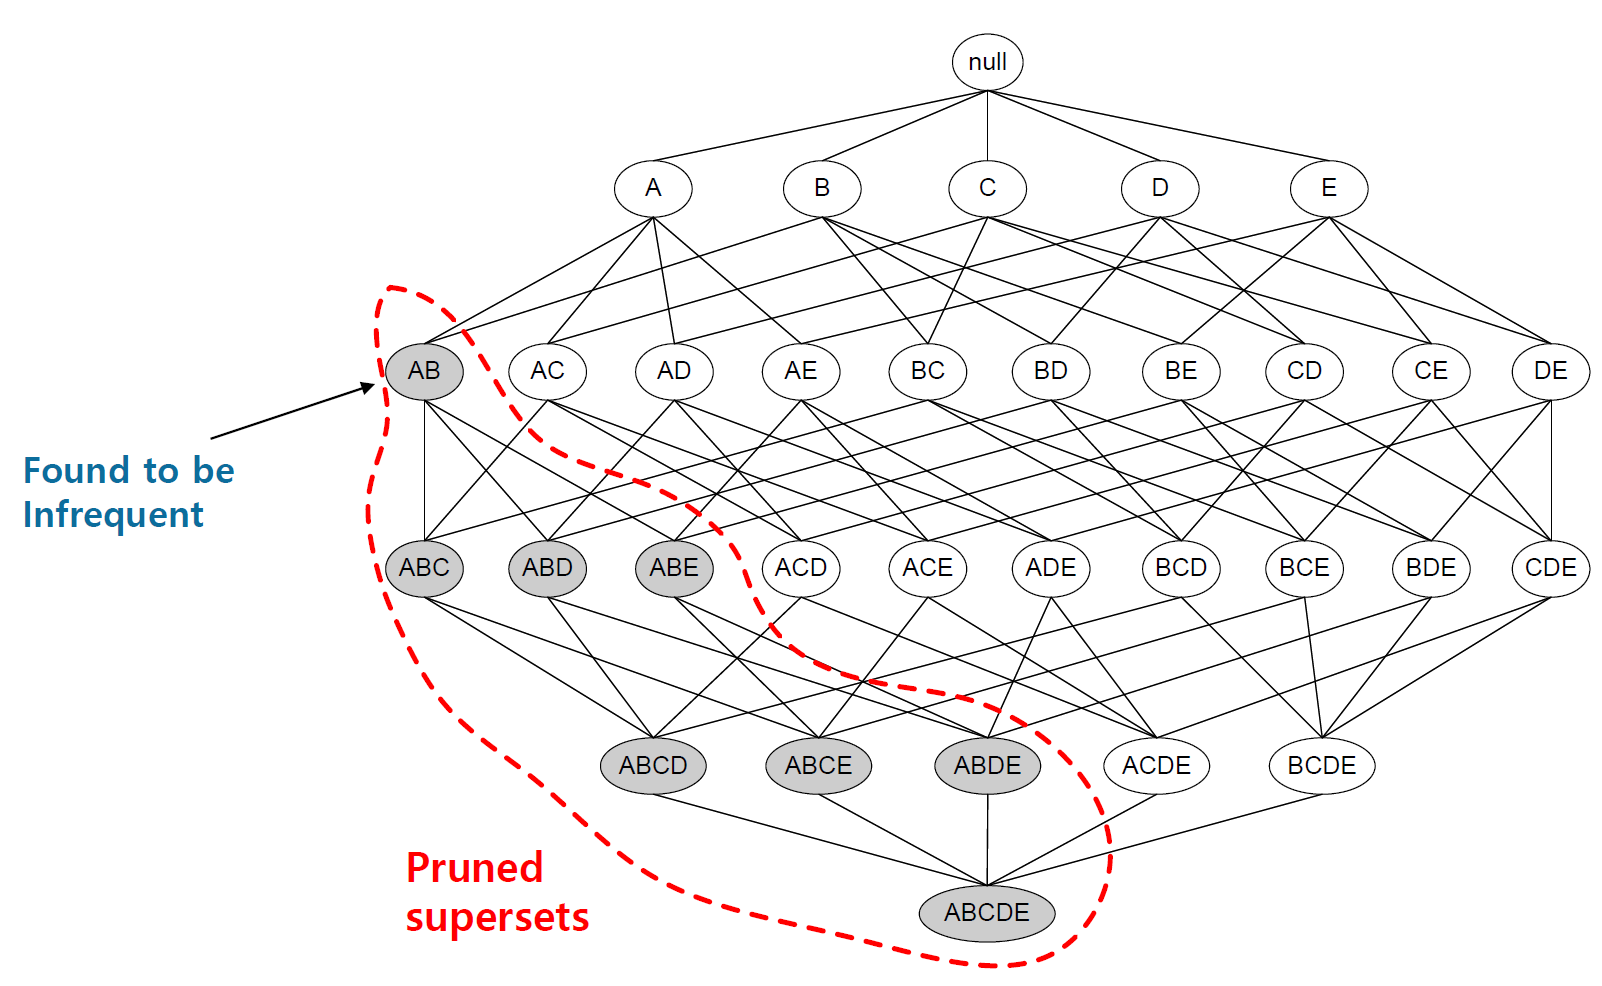 null
A B C D E
AB AC AD AE BC BD BE CD CE DE
Found to be
Infrequent
ABC ABD ABE ACD ACE ADE BCD BCE BDE CDE
ABCD ABCE ABDE ACDE BCDE
Pruned
supersets
ABCDE